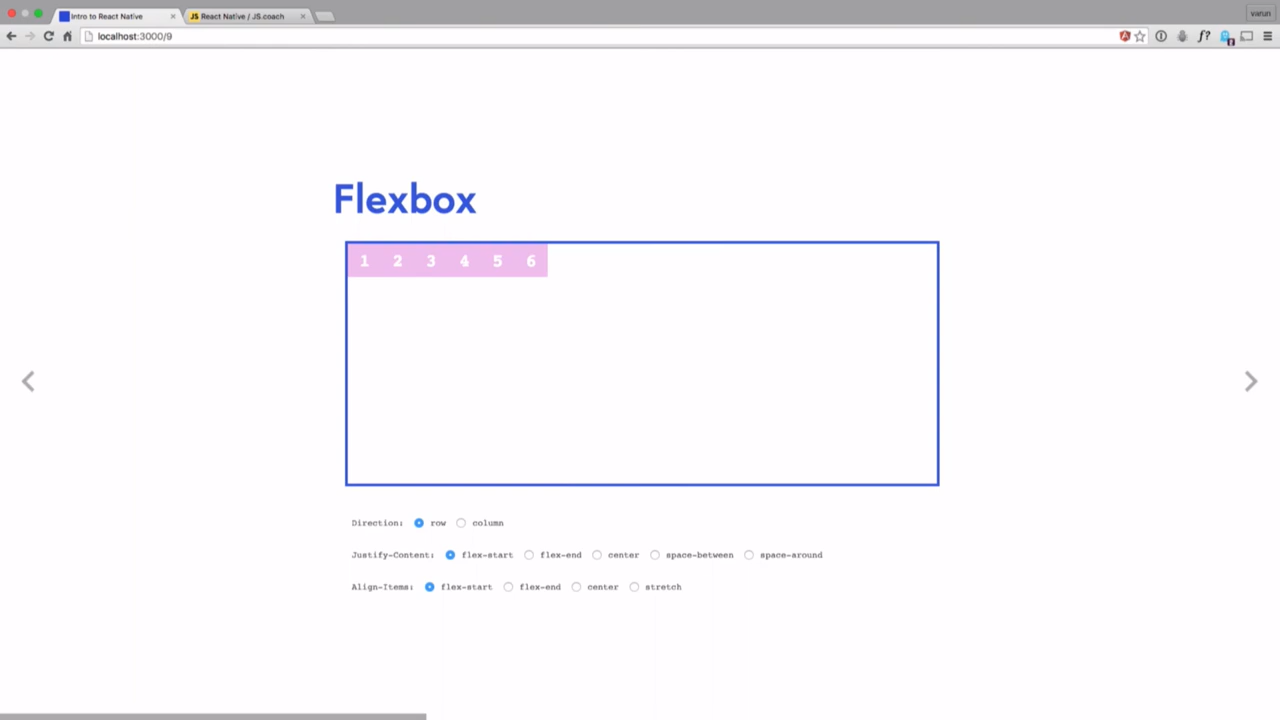 Intro to React Native
JS React Native / JS.coach
varun
localhost:3000/9
f?
Flexbox
1 2 3 4 5 6
Direction: row column
Justify-Content: flex-start flex-end center space-between space-around
Align-Items: flex-start flex-end center stretch